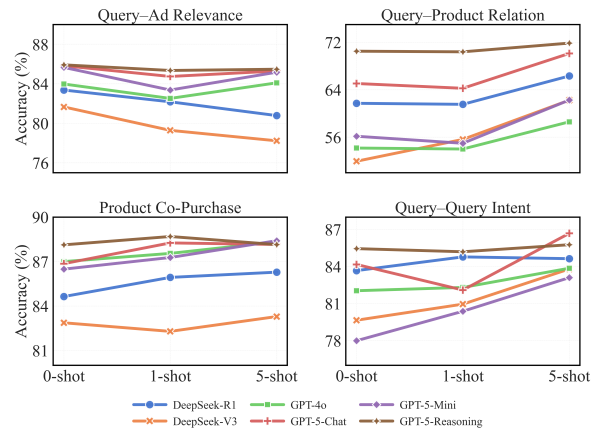 Query–Ad Relevance
Query–Product Relation
Accuracy (%)
88
84
80
76
72
64
56
Product Co-Purchase
Query–Query Intent
Accuracy (%)
90
87
84
81
87
84
81
78
0-shot
1-shot
5-shot
0-shot
1-shot
5-shot
DeepSeek-R1
GPT-4o
GPT-5-Mini
DeepSeek-V3
GPT-5-Chat
GPT-5-Reasoning